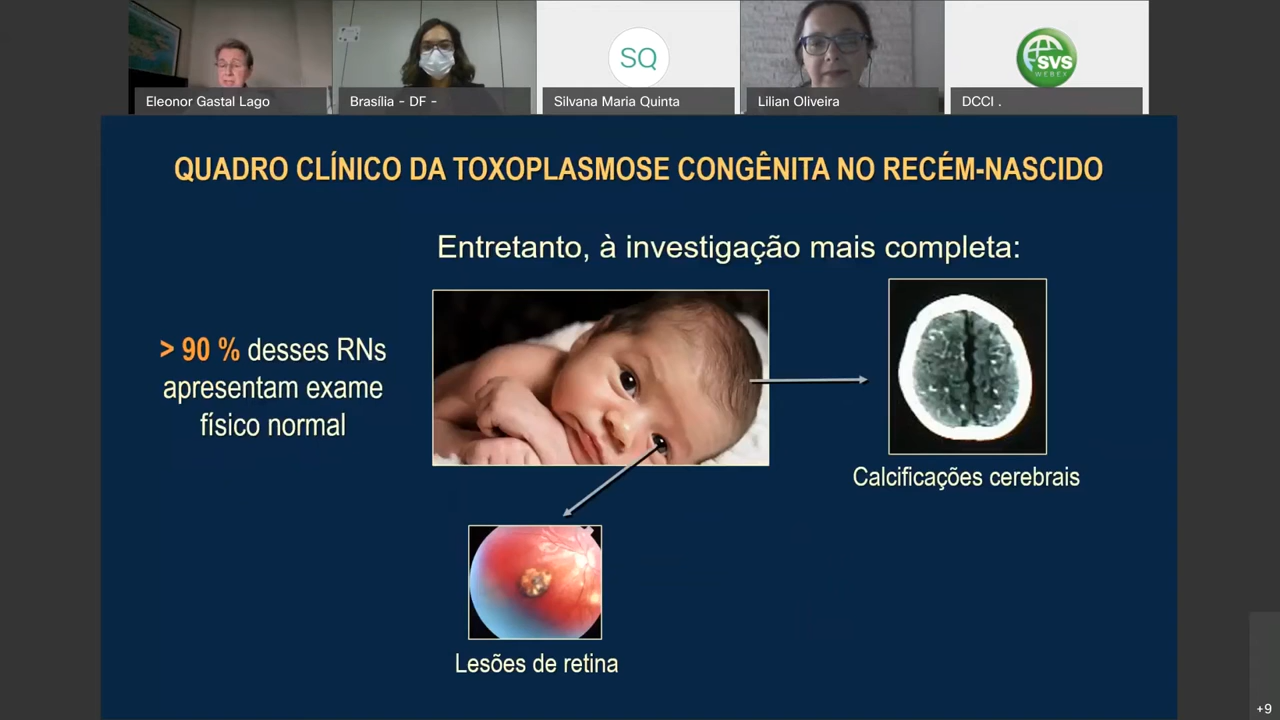 SQ
SVS
WEBEX
Eleonor Gastal Lago
Brasília - DF -
Silvana Maria Quinta
Lilian Oliveira
DCCI .
QUADRO CLÍNICO DA TOXOPLASMOSE CONGÊNITA NO RECÉM-NASCIDO
Entretanto, à investigação mais completa:
> 90 % desses RNs
apresentam exame
físico normal
Calcificações cerebrais
Lesões de retina
+9